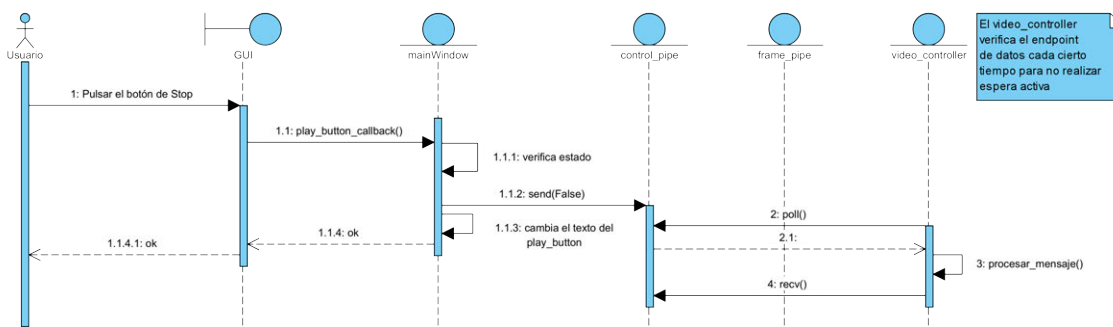 Usuario
GUI
mainWindow
control_pipe
frame_pipe
video_controller
El video_controller
verifica el endpoint
de datos cada cierto
tiempo para no realizar
espera activa
1: Pulsar el botón de Stop
1.1: play_button_callback()
1.1.1: verifica estado
1.1.2: send(False)
1.1.3: cambia el texto del
play_button
2: poll()
1.1.4: ok
2.1:
1.1.4.1: ok
3: procesar_mensaje()
4: recv()